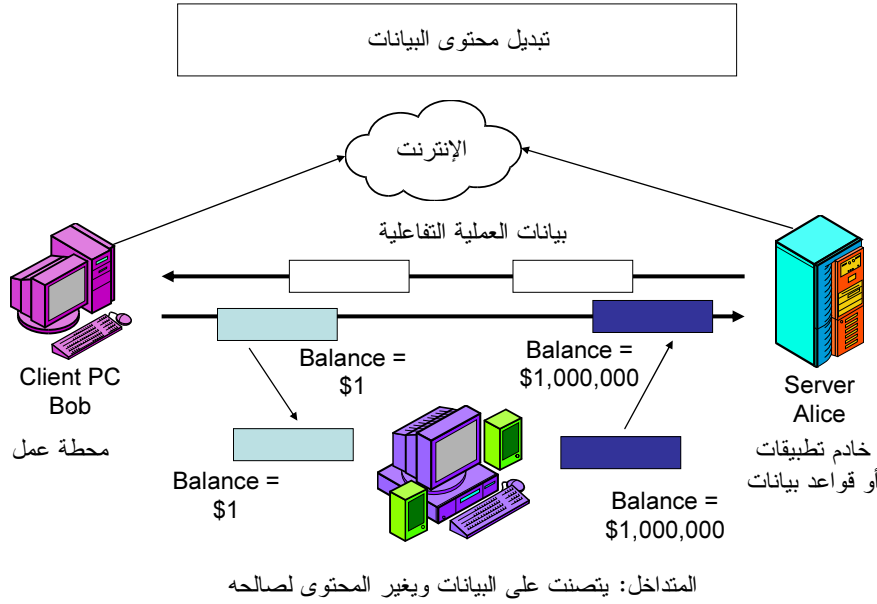 تبديل محتوى البيانات
الإنترنت
بيانات العملية التفاعلية
Balance =
$1
Balance =
$1,000,000
Client PC
Bob
محطة عمل
Server
Alice
خادم تطبيقات
أو قواعد بيانات
Balance =
$1
Balance =
$1,000,000
المتداخل: يتصنت على البيانات ويغير المحتوى لصالحه